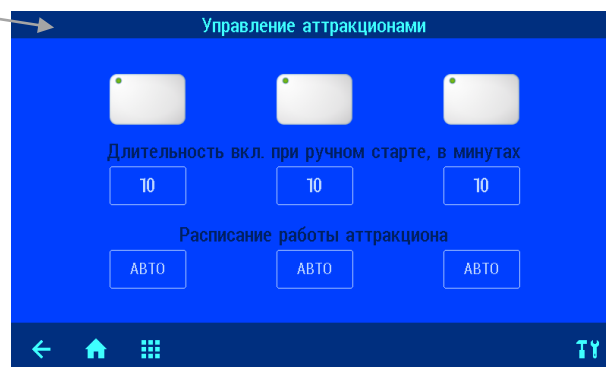 Управление аттракционами
Длительность вкл. при ручном старте, в минутах
10 10 10
Расписание работы аттракциона
АВТО АВТО АВТО